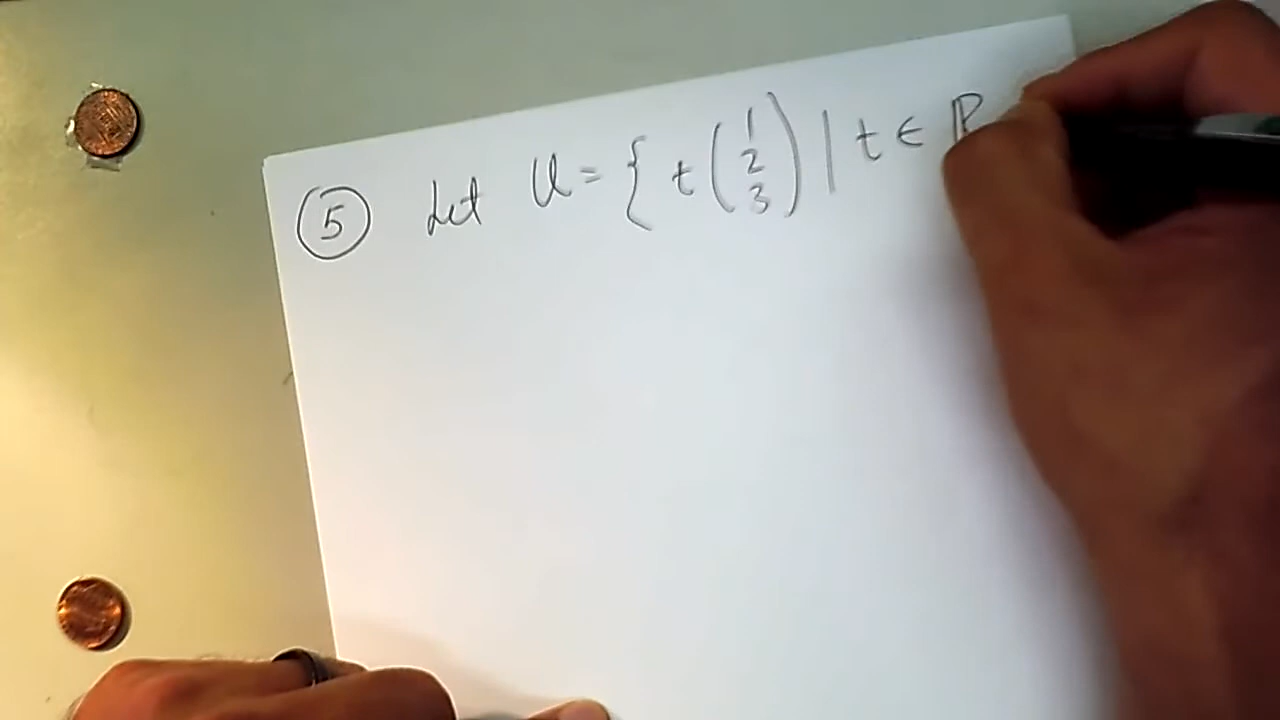 ⑤ Let U = { t (1 2 3) | t ∈ ℝ